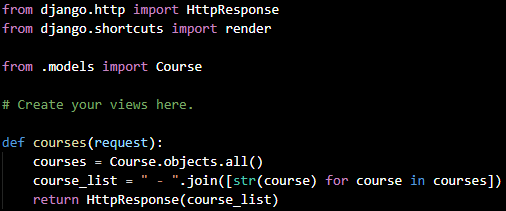 from django.http import HttpResponse
from django.shortcuts import render
from .models import Course
# Create your views here.
def courses(request):
    courses = Course.objects.all()
    course_list = " - ".join([str(course) for course in courses])
    return HttpResponse(course_list)